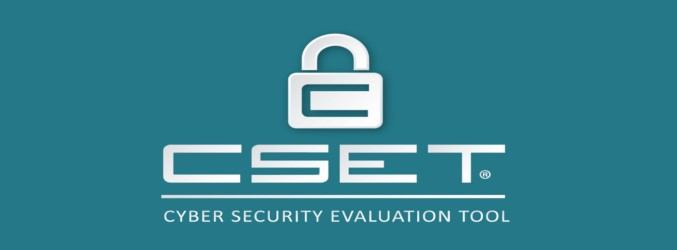 C
CSET®
CYBER SECURITY EVALUATION TOOL